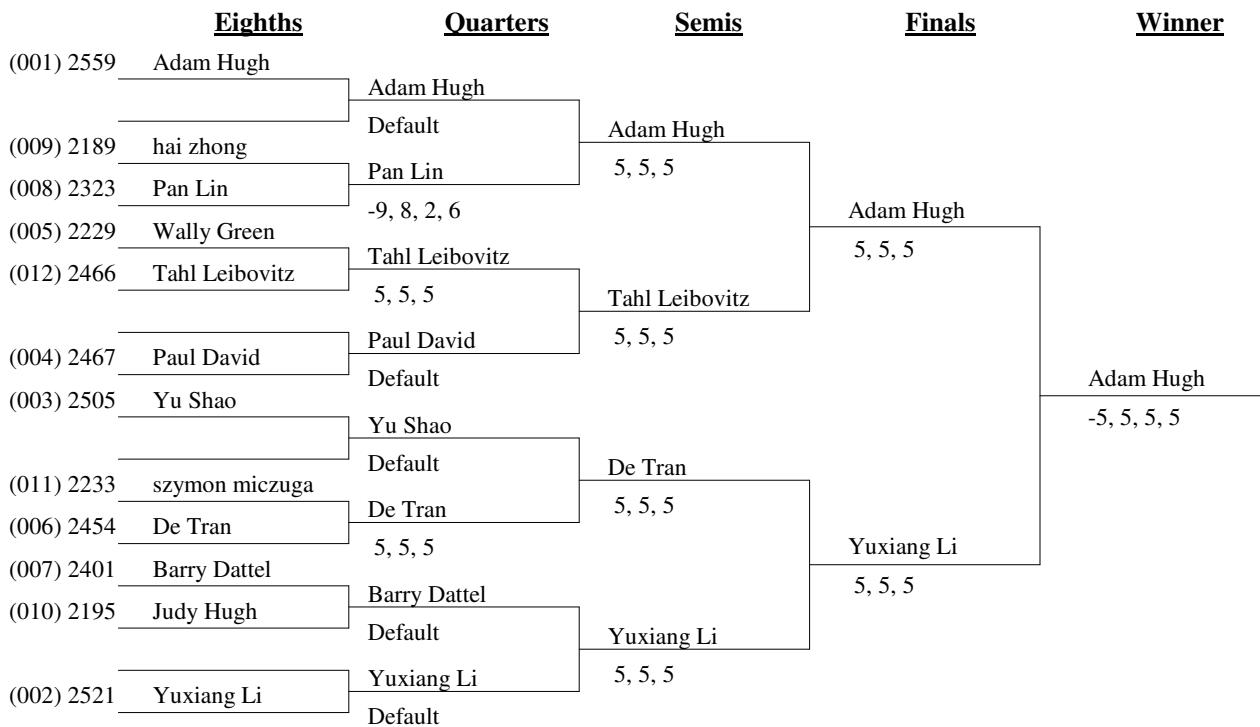 Eighths Quarters Semis Finals Winner
(001) 2559 Adam Hugh
Adam Hugh
Default
Adam Hugh
(009) 2189 hai zhong
5, 5, 5
Pan Lin
(008) 2323 Pan Lin
-9, 8, 2, 6
Adam Hugh
(005) 2229 Wally Green
5, 5, 5
Tahl Leibovitz
(012) 2466 Tahl Leibovitz
5, 5, 5
Tahl Leibovitz
5, 5, 5
Paul David
(004) 2467 Paul David
Default
Adam Hugh
(003) 2505 Yu Shao
-5, 5, 5, 5
Yu Shao
Default
De Tran
(011) 2233 szymon miczuga
5, 5, 5
De Tran
(006) 2454 De Tran
5, 5, 5
Yuxiang Li
(007) 2401 Barry Dattel
5, 5, 5
Barry Dattel
(010) 2195 Judy Hugh
Default
Yuxiang Li
5, 5, 5
Yuxiang Li
(002) 2521 Yuxiang Li
Default